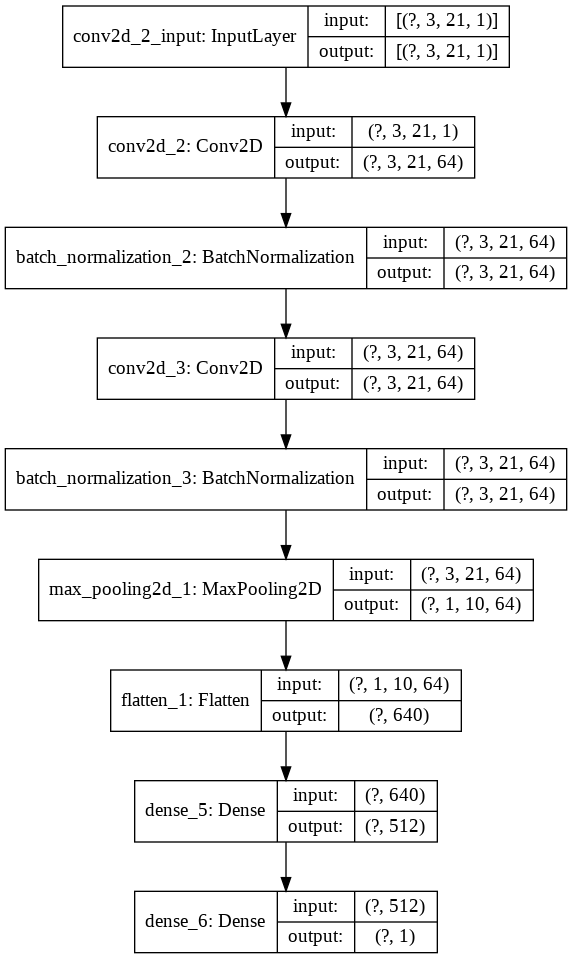 conv2d_2_input: InputLayer
input: [(?, 3, 21, 1)]
output: [(?, 3, 21, 1)]
conv2d_2: Conv2D
input: (?, 3, 21, 1)
output: (?, 3, 21, 64)
batch_normalization_2: BatchNormalization
input: (?, 3, 21, 64)
output: (?, 3, 21, 64)
conv2d_3: Conv2D
input: (?, 3, 21, 64)
output: (?, 3, 21, 64)
batch_normalization_3: BatchNormalization
input: (?, 3, 21, 64)
output: (?, 3, 21, 64)
max_pooling2d_1: MaxPooling2D
input: (?, 3, 21, 64)
output: (?, 1, 10, 64)
flatten_1: Flatten
input: (?, 1, 10, 64)
output: (?, 640)
dense_5: Dense
input: (?, 640)
output: (?, 512)
dense_6: Dense
input: (?, 512)
output: (?, 1)